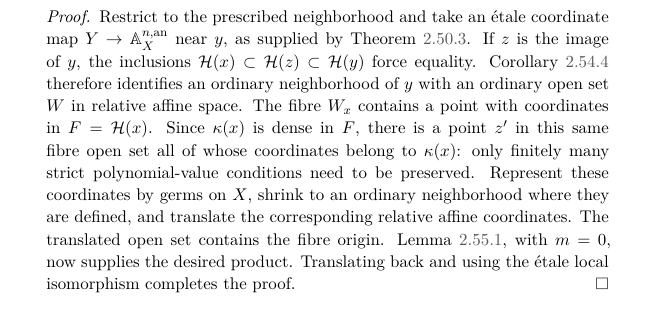 Proof. Restrict to the prescribed neighborhood and take an étale coordinate
map Y → 𝔸_X^{n,an} near y, as supplied by Theorem 2.50.3. If z is the image
of y, the inclusions ℋ(x) ⊂ ℋ(z) ⊂ ℋ(y) force equality. Corollary 2.54.4
therefore identifies an ordinary neighborhood of y with an ordinary open set
W in relative affine space. The fibre W_x contains a point with coordinates
in F = ℋ(x). Since κ(x) is dense in F, there is a point z′ in this same
fibre open set all of whose coordinates belong to κ(x): only finitely many
strict polynomial-value conditions need to be preserved. Represent these
coordinates by germs on X, shrink to an ordinary neighborhood where they
are defined, and translate the corresponding relative affine coordinates. The
translated open set contains the fibre origin. Lemma 2.55.1, with m = 0,
now supplies the desired product. Translating back and using the étale local
isomorphism completes the proof. □